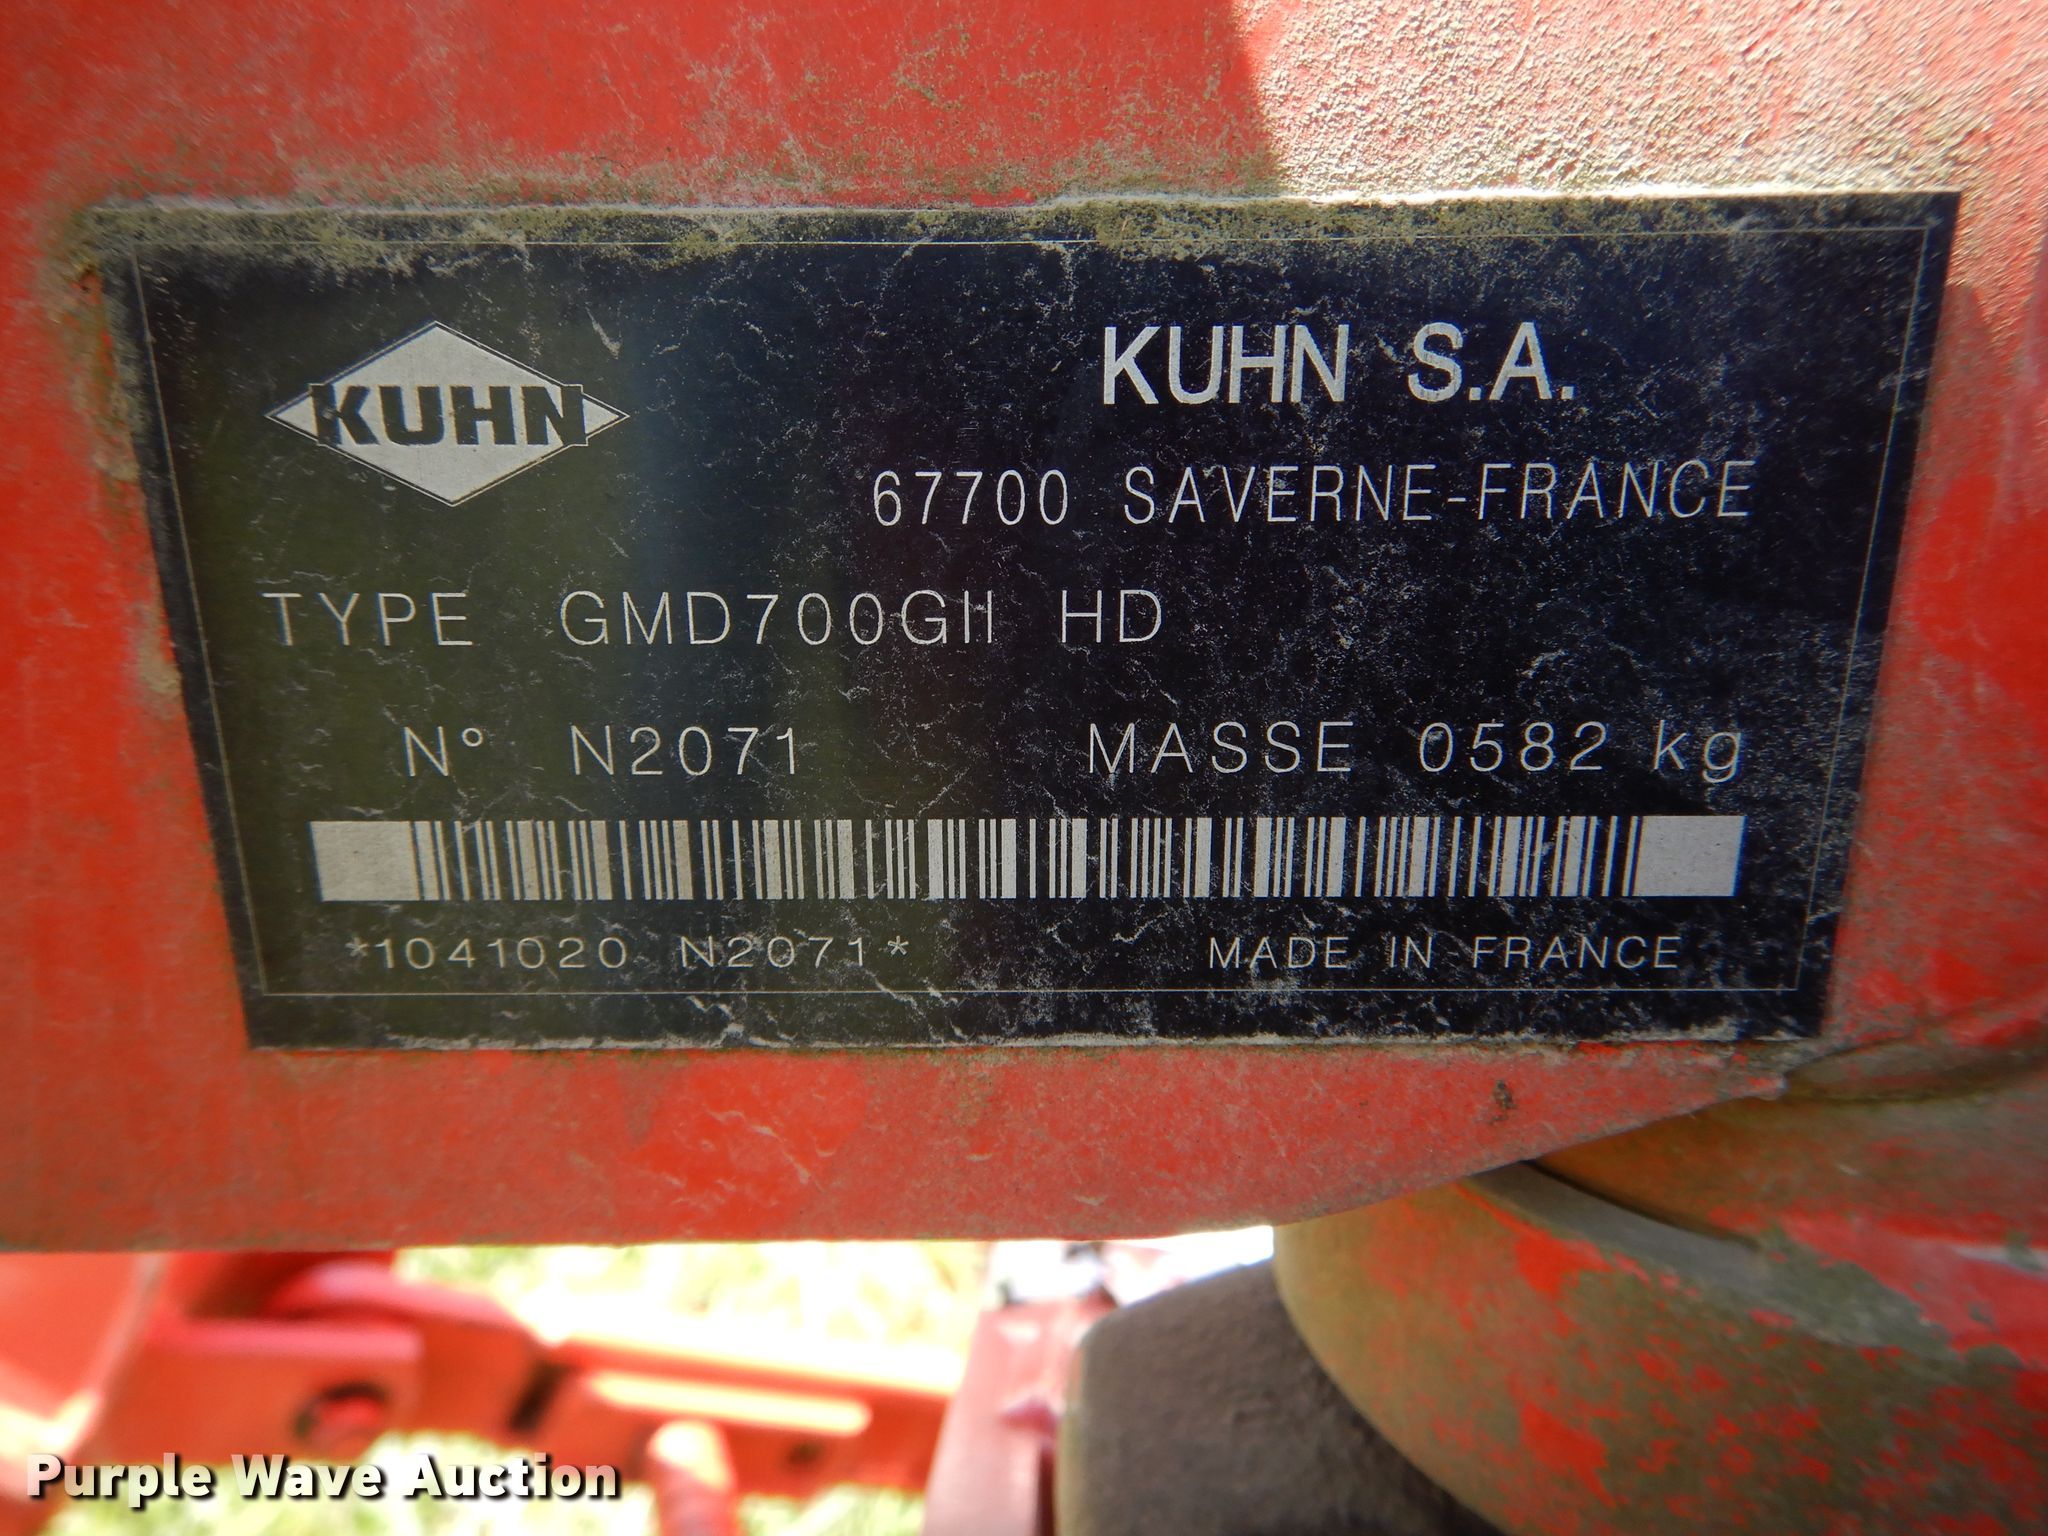 KUHN
KUHN S.A.
67700 SAVERNE-FRANCE
TYPE GMD700GII HD
N° N2071 MASSE 0582 kg
*1041020 N2071* MADE IN FRANCE
Purple Wave Auction